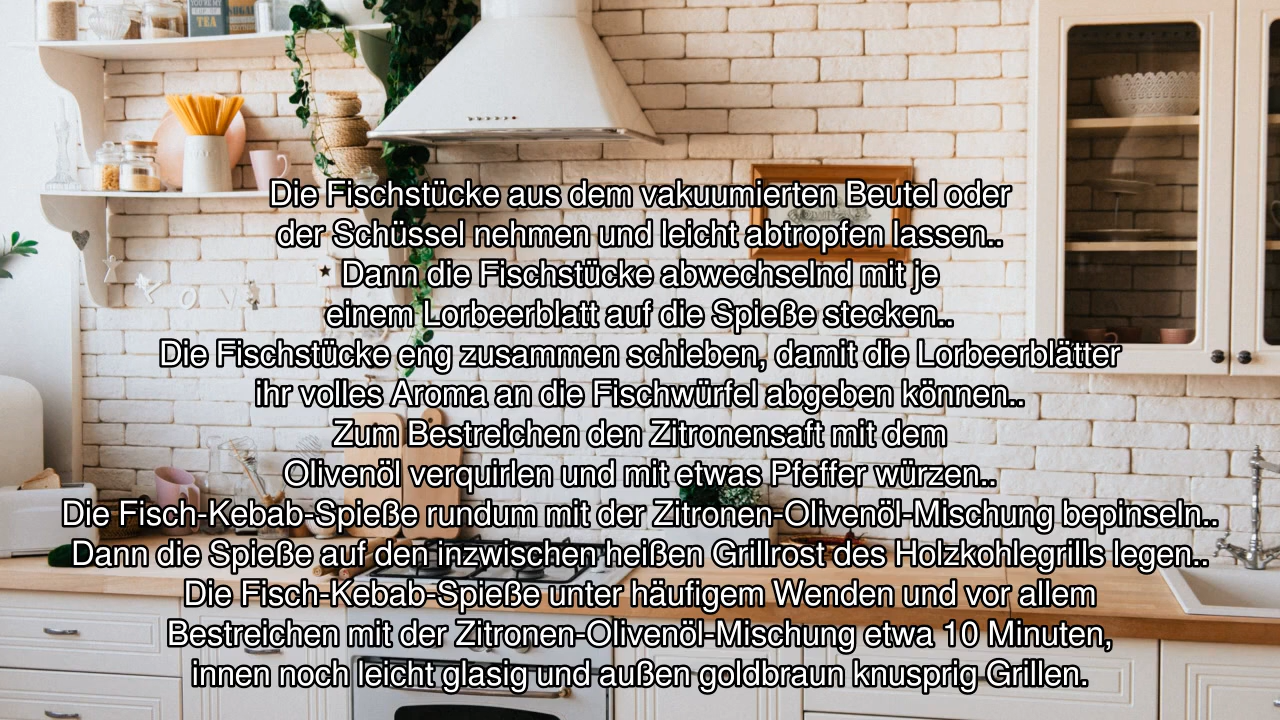 TEA
Die Fischstücke aus dem vakuumierten Beutel oder
der Schüssel nehmen und leicht abtropfen lassen..
Dann die Fischstücke abwechselnd mit je
einem Lorbeerblatt auf die Spieße stecken..
Die Fischstücke eng zusammen schieben, damit die Lorbeerblätter
ihr volles Aroma an die Fischwürfel abgeben können..
Zum Bestreichen den Zitronensaft mit dem
Olivenöl verquirlen und mit etwas Pfeffer würzen..
Die Fisch-Kebab-Spieße rundum mit der Zitronen-Olivenöl-Mischung bepinseln..
Dann die Spieße auf den inzwischen heißen Grillrost des Holzkohlegrills legen..
Die Fisch-Kebab-Spieße unter häufigem Wenden und vor allem
Bestreichen mit der Zitronen-Olivenöl-Mischung etwa 10 Minuten,
innen noch leicht glasig und außen goldbraun knusprig Grillen.